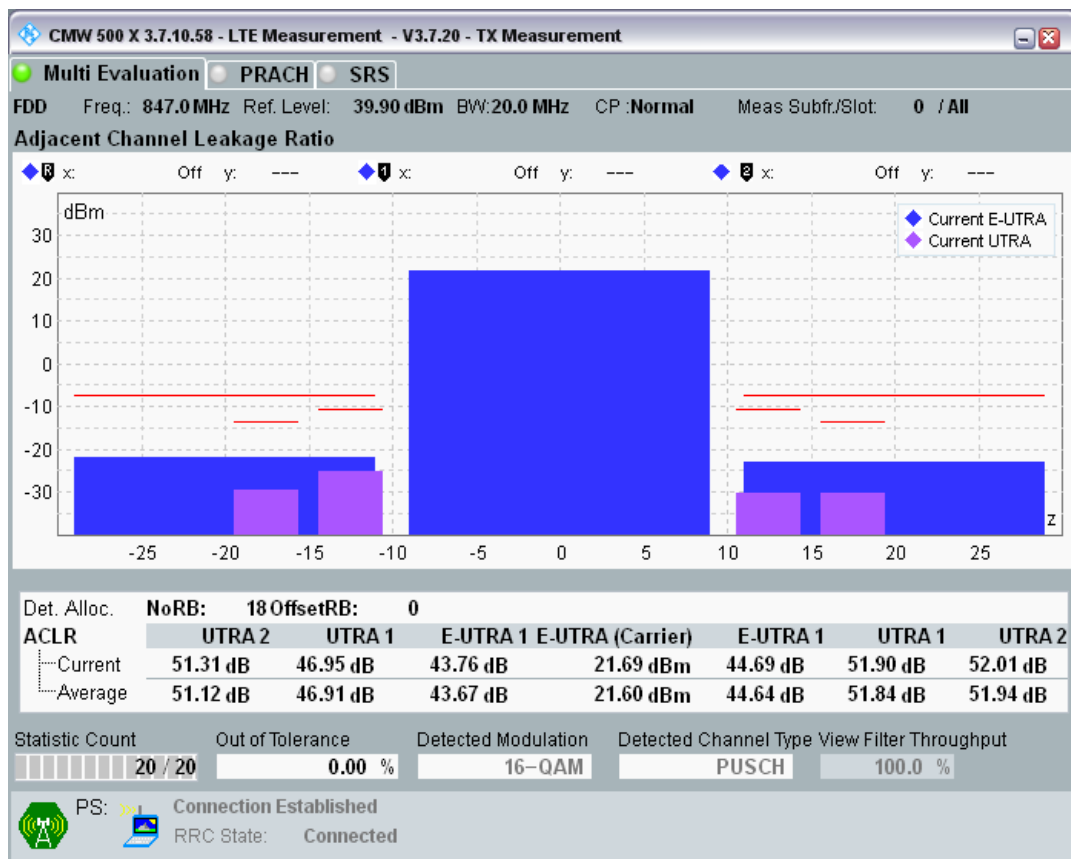 CMW 500 X 3.7.10.58 - LTE Measurement - V3.7.20 - TX Measurement
Multi Evaluation PRACH SRS
FDD Freq.: 847.0 MHz Ref. Level: 39.90 dBm BW:20.0 MHz CP :Normal Meas Subfr./Slot: 0 / All
Adjacent Channel Leakage Ratio
R x: Off y: --- 1 x: Off y: --- 2 x: Off y: ---
dBm
Current E-UTRA
Current UTRA
30
20
10
0
-10
-20
-30
z
-25 -20 -15 -10 -5 0 5 10 15 20 25
Det. Alloc. NoRB: 18 OffsetRB: 0
ACLR UTRA 2 UTRA 1 E-UTRA 1 E-UTRA (Carrier) E-UTRA 1 UTRA 1 UTRA 2
Current 51.31 dB 46.95 dB 43.76 dB 21.69 dBm 44.69 dB 51.90 dB 52.01 dB
Average 51.12 dB 46.91 dB 43.67 dB 21.60 dBm 44.64 dB 51.84 dB 51.94 dB
Statistic Count Out of Tolerance Detected Modulation Detected Channel Type View Filter Throughput
20 / 20 0.00 % 16-QAM PUSCH 100.0 %
PS: Connection Established
RRC State: Connected